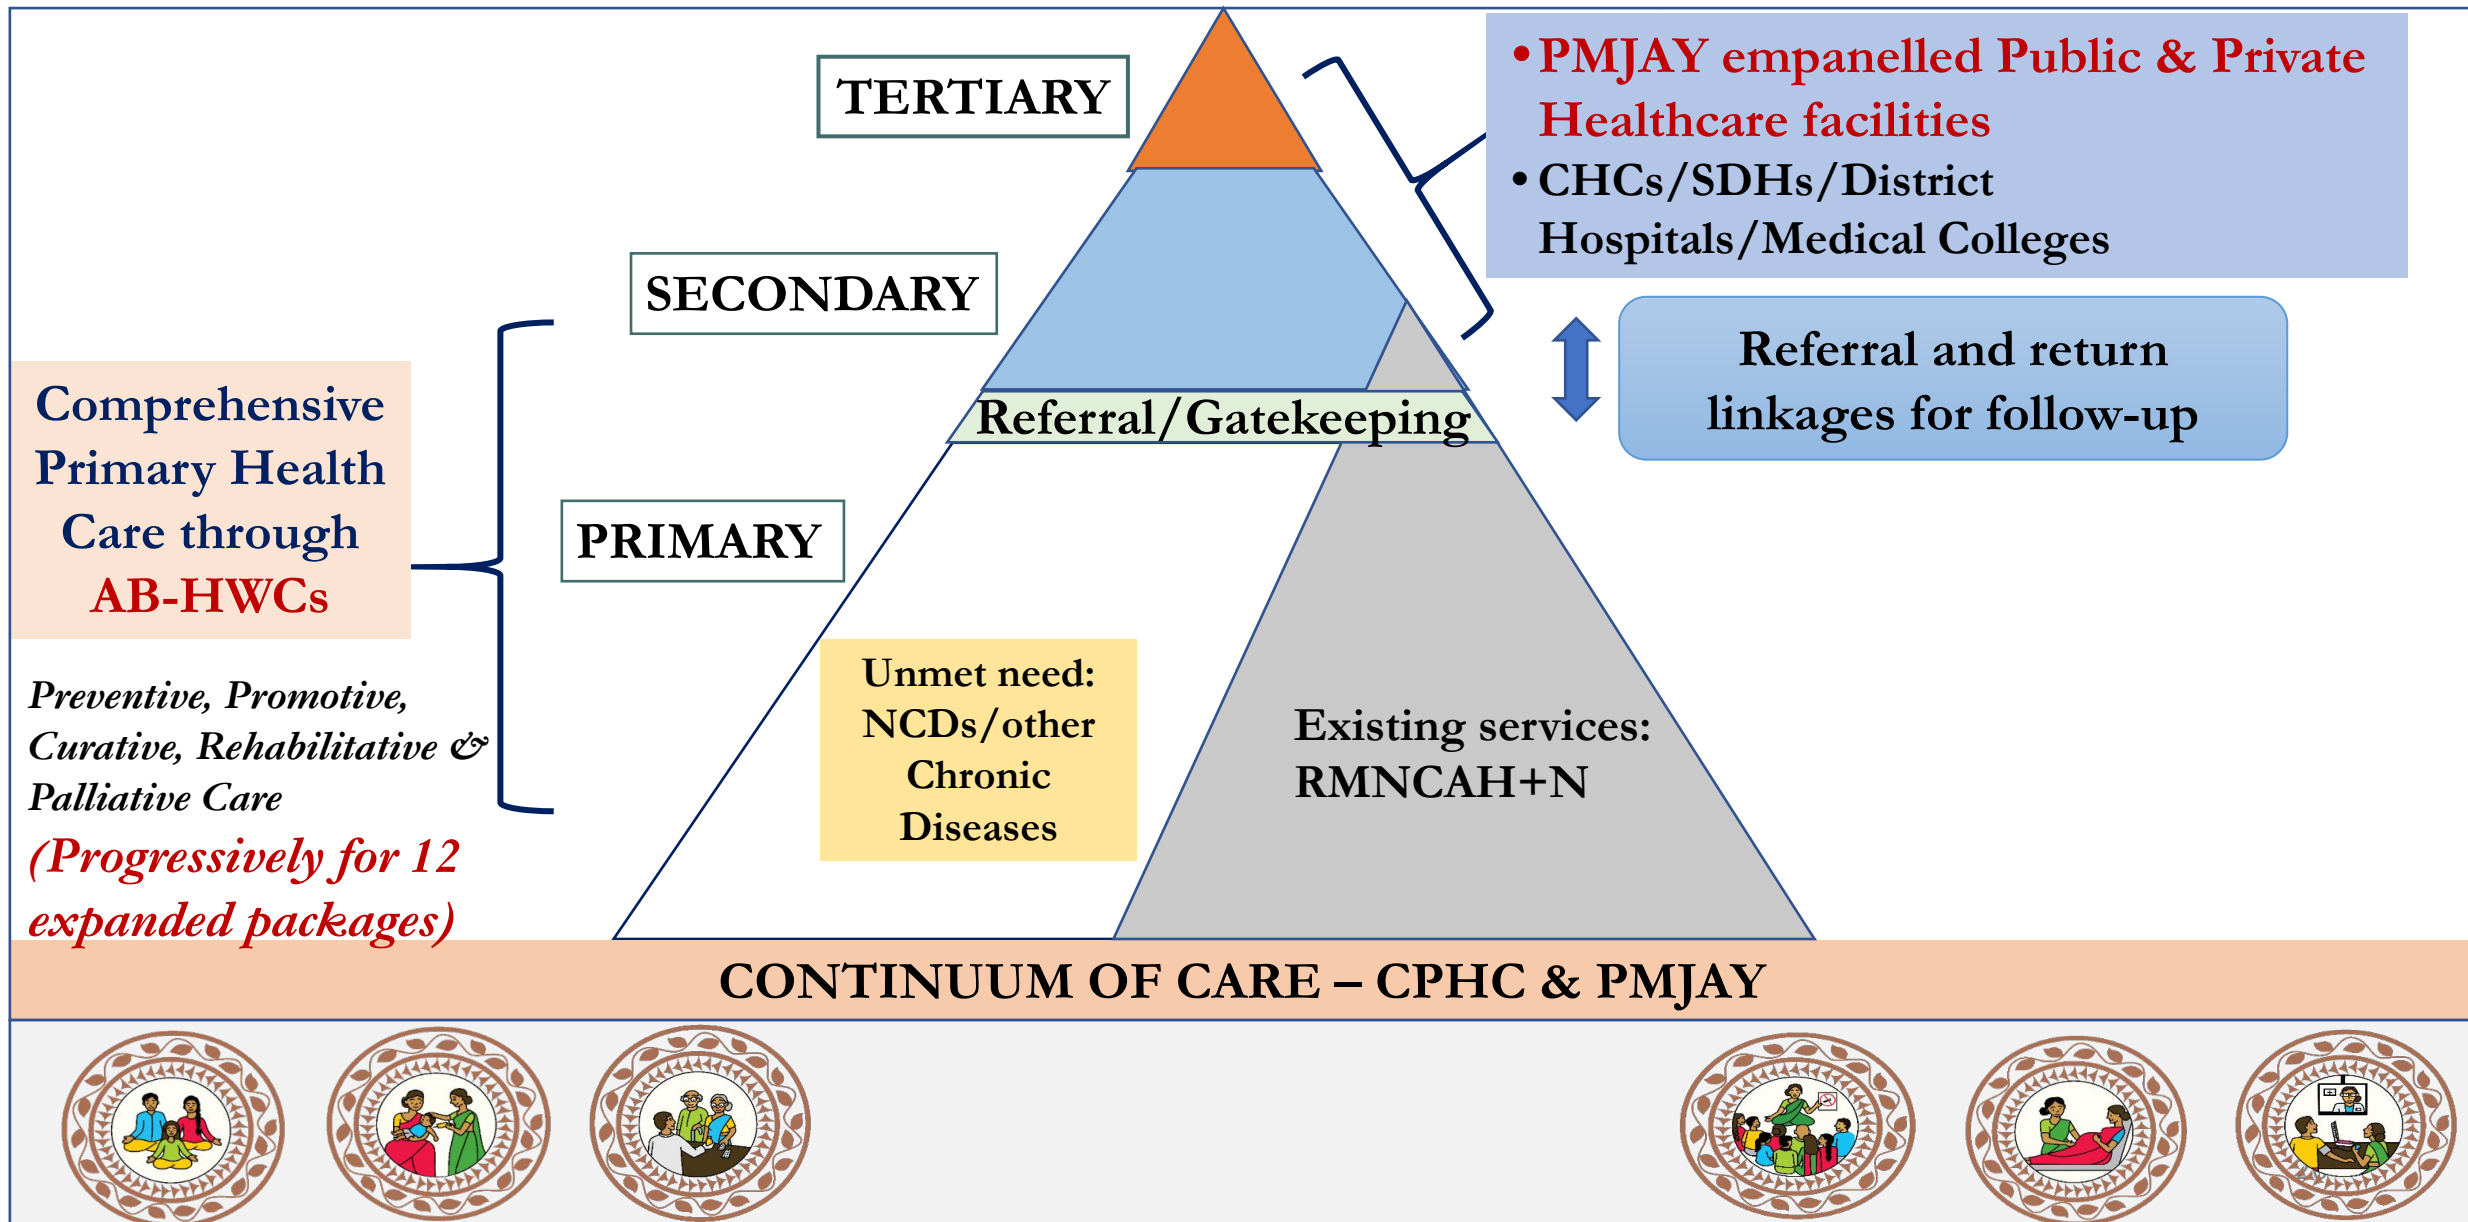 TERTIARY
•PMJAY empanelled Public & Private
Healthcare facilities
•CHCs/SDHs/District
Hospitals/Medical Colleges
SECONDARY
Referral and return
linkages for follow-up
Referral/Gatekeeping
Comprehensive
Primary Health
Care through
AB-HWCs
PRIMARY
Preventive, Promotive,
Curative, Rehabilitative &
Palliative Care
(Progressively for 12
expanded packages)
Unmet need:
NCDs/other
Chronic
Diseases
Existing services:
RMNCAH+N
CONTINUUM OF CARE – CPHC & PMJAY